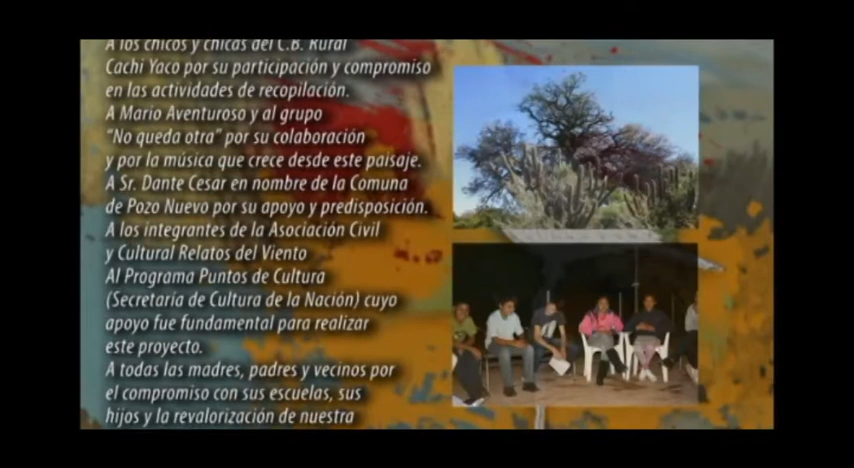 A los chicos y chicas del C.B. Rural
Cachi Yaco por su participación y compromiso
en las actividades de recopilación.
A Mario Aventuroso y al grupo
“No queda otra” por su colaboración
y por la música que crece desde este paisaje.
A Sr. Dante Cesar en nombre de la Comuna
de Pozo Nuevo por su apoyo y predisposición.
A los integrantes de la Asociación Civil
y Cultural Relatos del Viento
Al Programa Puntos de Cultura
(Secretaría de Cultura de la Nación) cuyo
apoyo fue fundamental para realizar
este proyecto.
A todas las madres, padres y vecinos por
el compromiso con sus escuelas, sus
hijos y la revalorización de nuestra